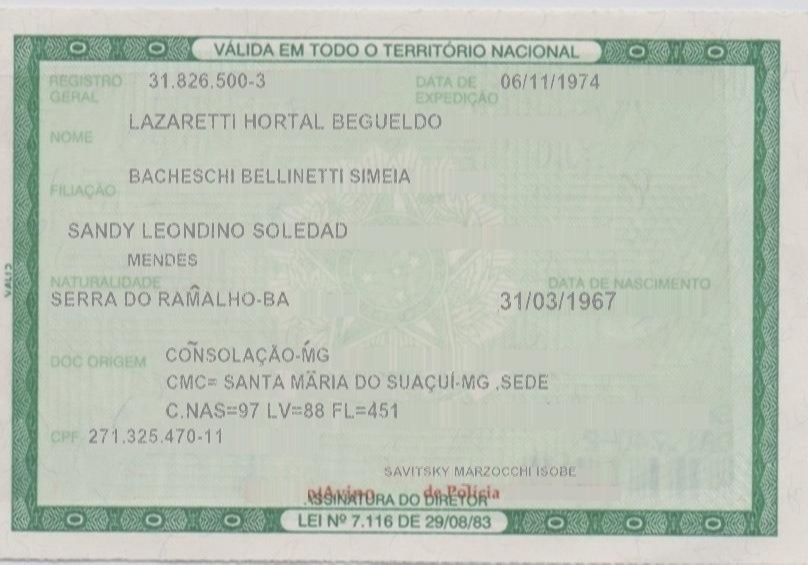 VÁLIDA EM TODO O TERRITÓRIO NACIONAL
REGISTRO GERAL 31.826.500-3 DATA DE EXPEDIÇÃO 06/11/1974
NOME LAZARETTI HORTAL BEGUELDO
FILIAÇÃO BACHESCHI BELLINETTI SIMEIA
SANDY LEONDINO SOLEDAD
MENDES
NATURALIDADE DATA DE NASCIMENTO
SERRA DO RAMALHO-BA 31/03/1967
DOC ORIGEM CONSOLAÇÃO-MG
CMC= SANTA MARIA DO SUAÇUÍ-MG ,SEDE
C.NAS=97 LV=88 FL=451
CPF 271.325.470-11
SAVITSKY MARZOCCHI ISOBE
de Polícia
ASSINATURA DO DIRETOR
LEI Nº 7.116 DE 29/08/83